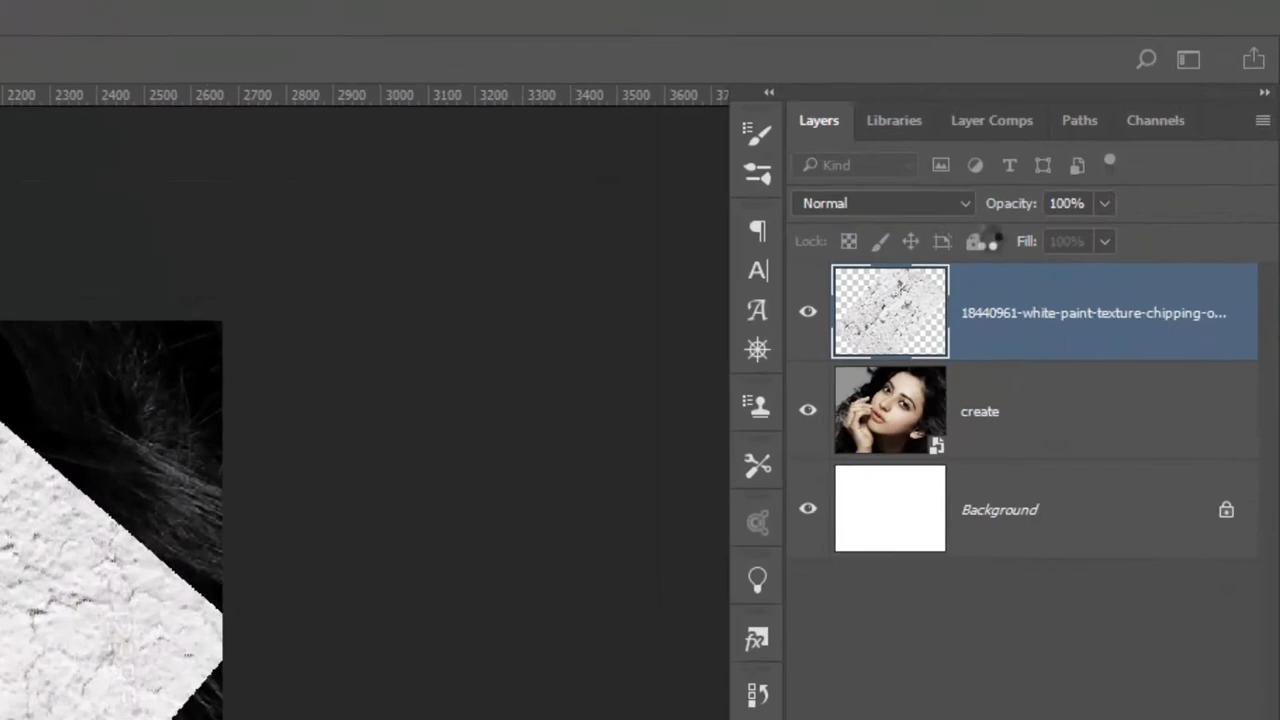 2200 2300 2400 2500 2600 2700 2800 2900 3000 3100 3200 3300 3400 3500 3600 37
Layers Libraries Layer Comps Paths Channels
Kind
Normal Opacity: 100%
Lock: Fill: 100%
18440961-white-paint-texture-chipping-o...
create
Background